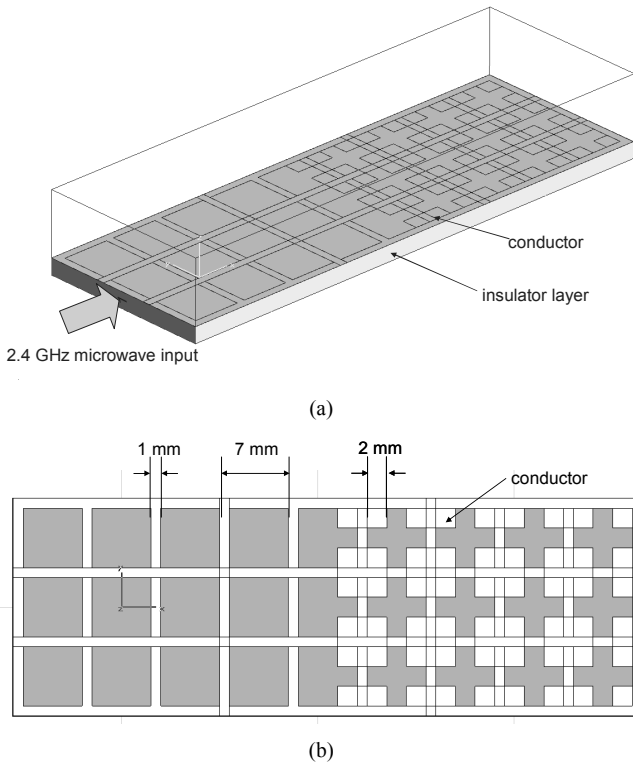 conductor
insulator layer
2.4 GHz microwave input
(a)
1 mm
7 mm
2 mm
conductor
(b)